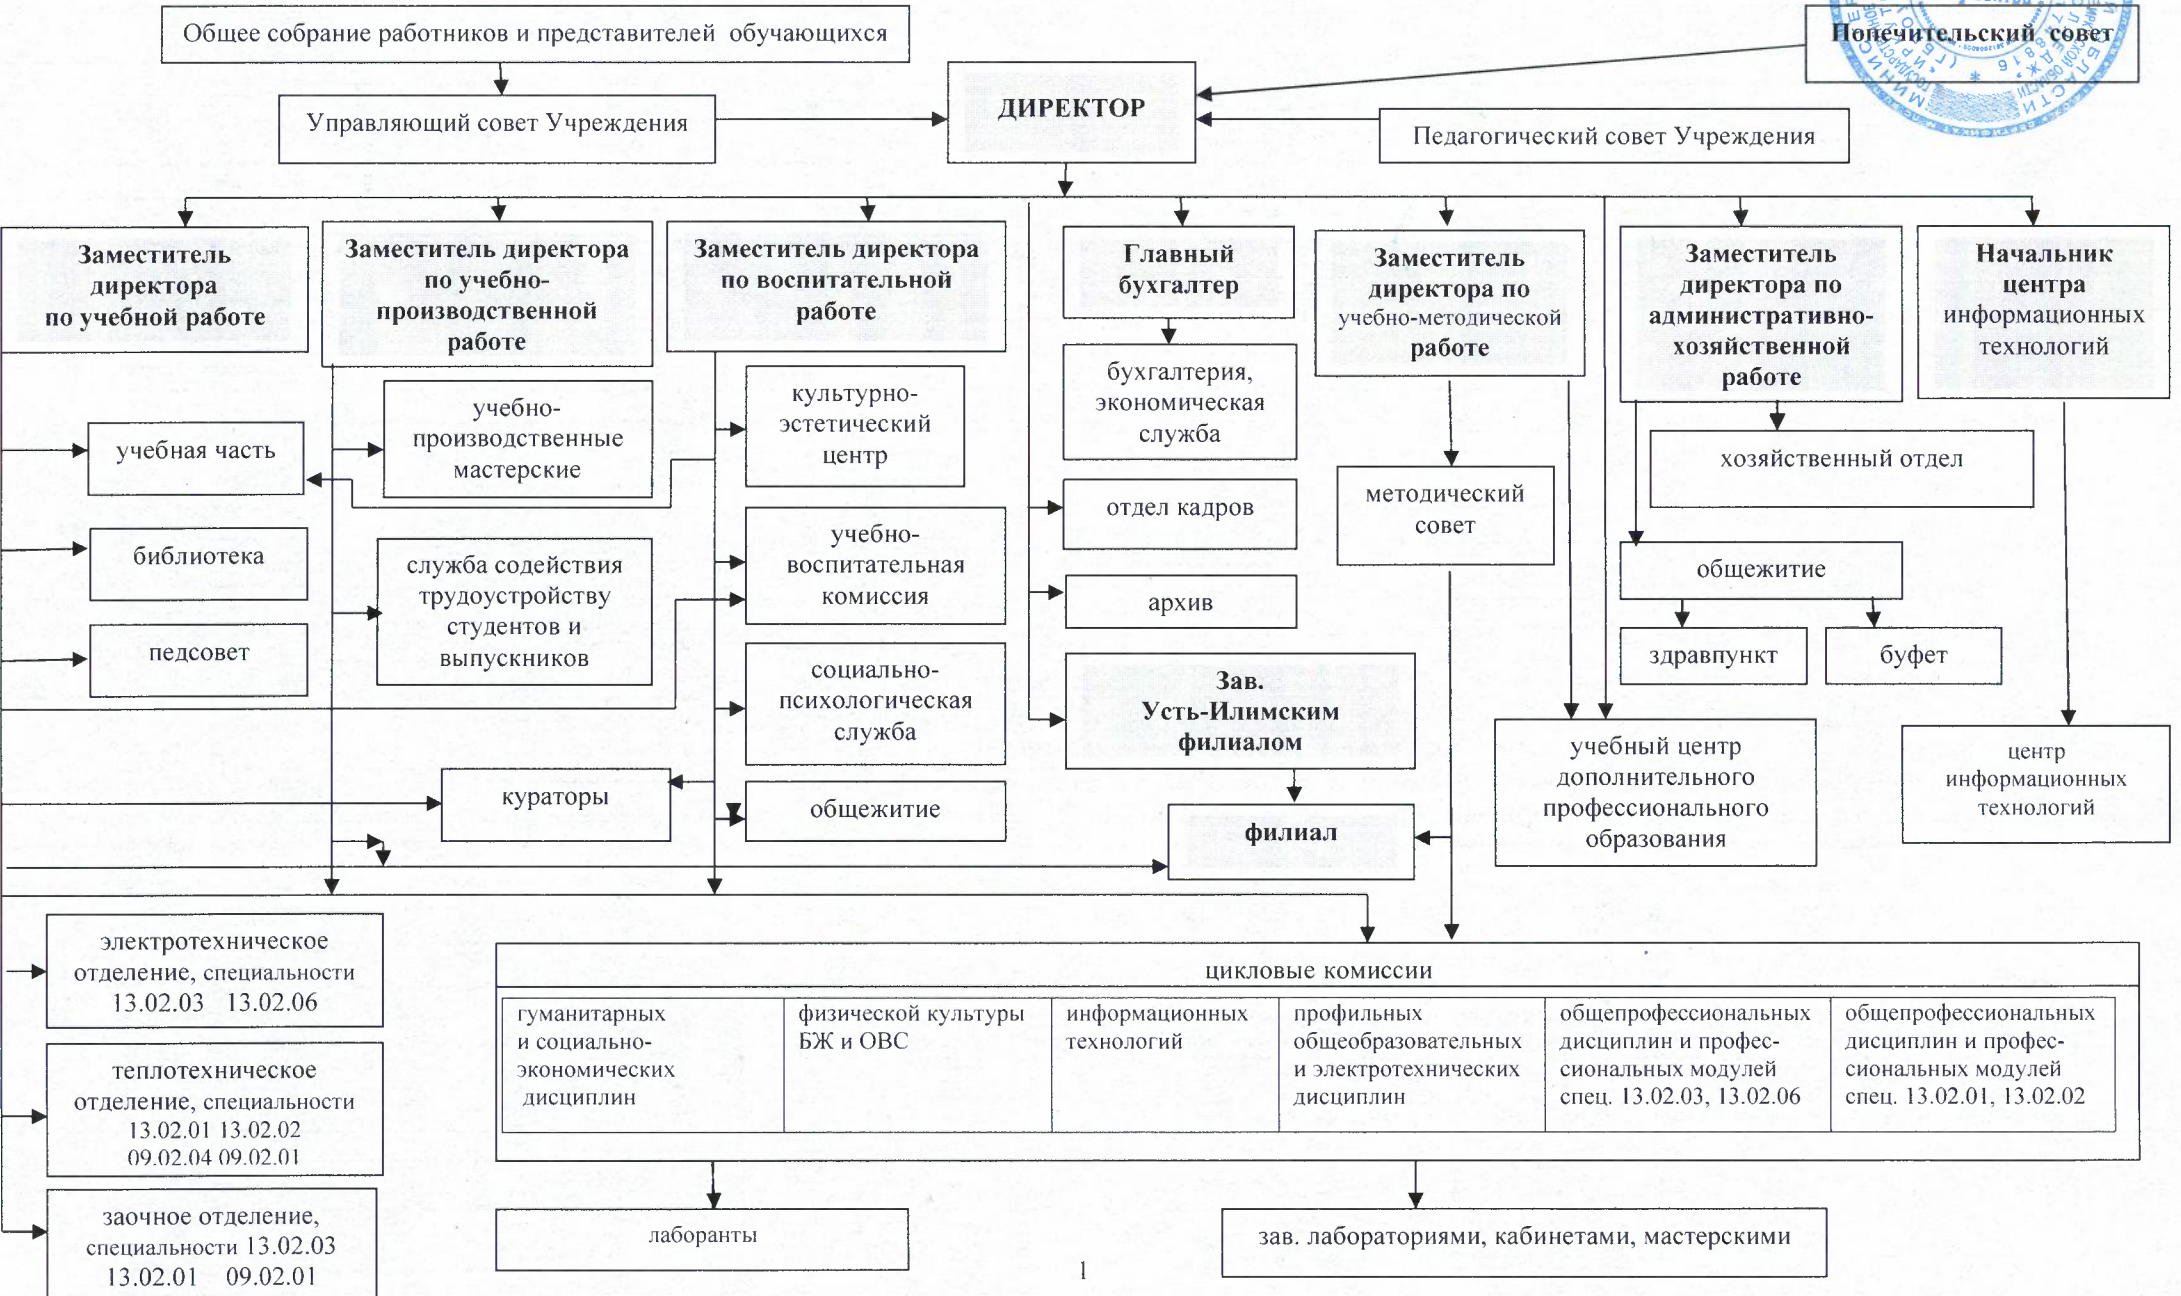 Общее собрание работников и представителей обучающихся
Попечительский совет
Управляющий совет Учреждения
ДИРЕКТОР
Педагогический совет Учреждения
Заместитель
директора
по учебной работе
Заместитель директора
по учебно-
производственной
работе
Заместитель директора
по воспитательной
работе
Главный
бухгалтер
Заместитель
директора по
учебно-методической
работе
Заместитель
директора по
административно-
хозяйственной
работе
Начальник
центра
информационных
технологий
учебная часть
библиотека
педсовет
учебно-
производственные
мастерские
служба содействия
трудоустройству
студентов и
выпускников
кураторы
культурно-
эстетический
центр
учебно-
воспитательная
комиссия
социально-
психологическая
служба
общежитие
бухгалтерия,
экономическая
служба
отдел кадров
архив
Зав.
Усть-Илимским
филиалом
филиал
методический
совет
хозяйственный отдел
общежитие
здравпункт
буфет
учебный центр
дополнительного
профессионального
образования
центр
информационных
технологий
электротехническое
отделение, специальности
13.02.03 13.02.06
теплотехническое
отделение, специальности
13.02.01 13.02.02
09.02.04 09.02.01
заочное отделение,
специальности 13.02.03
13.02.01 09.02.01
цикловые комиссии
гуманитарных
и социально-
экономических
дисциплин
физической культуры
БЖ и ОВС
информационных
технологий
профильных
общеобразовательных
и электротехнических
дисциплин
общепрофессиональных
дисциплин и профес-
сиональных модулей
спец. 13.02.03, 13.02.06
общепрофессиональных
дисциплин и профес-
сиональных модулей
спец. 13.02.01, 13.02.02
лаборанты
зав. лабораториями, кабинетами, мастерскими
1